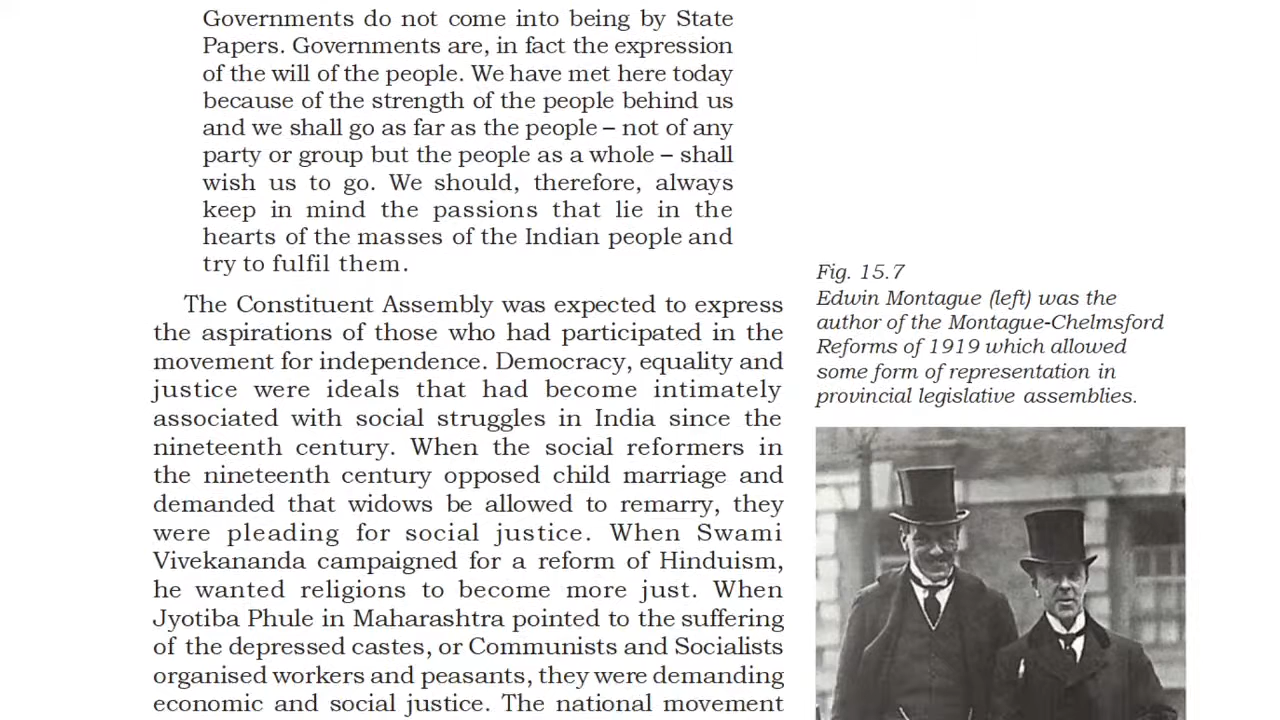 Governments do not come into being by State
Papers. Governments are, in fact the expression
of the will of the people. We have met here today
because of the strength of the people behind us
and we shall go as far as the people – not of any
party or group but the people as a whole – shall
wish us to go. We should, therefore, always
keep in mind the passions that lie in the
hearts of the masses of the Indian people and
try to fulfil them.
The Constituent Assembly was expected to express
the aspirations of those who had participated in the
movement for independence. Democracy, equality and
justice were ideals that had become intimately
associated with social struggles in India since the
nineteenth century. When the social reformers in
the nineteenth century opposed child marriage and
demanded that widows be allowed to remarry, they
were pleading for social justice. When Swami
Vivekananda campaigned for a reform of Hinduism,
he wanted religions to become more just. When
Jyotiba Phule in Maharashtra pointed to the suffering
of the depressed castes, or Communists and Socialists
organised workers and peasants, they were demanding
economic and social justice. The national movement
Fig. 15.7
Edwin Montague (left) was the
author of the Montague-Chelmsford
Reforms of 1919 which allowed
some form of representation in
provincial legislative assemblies.